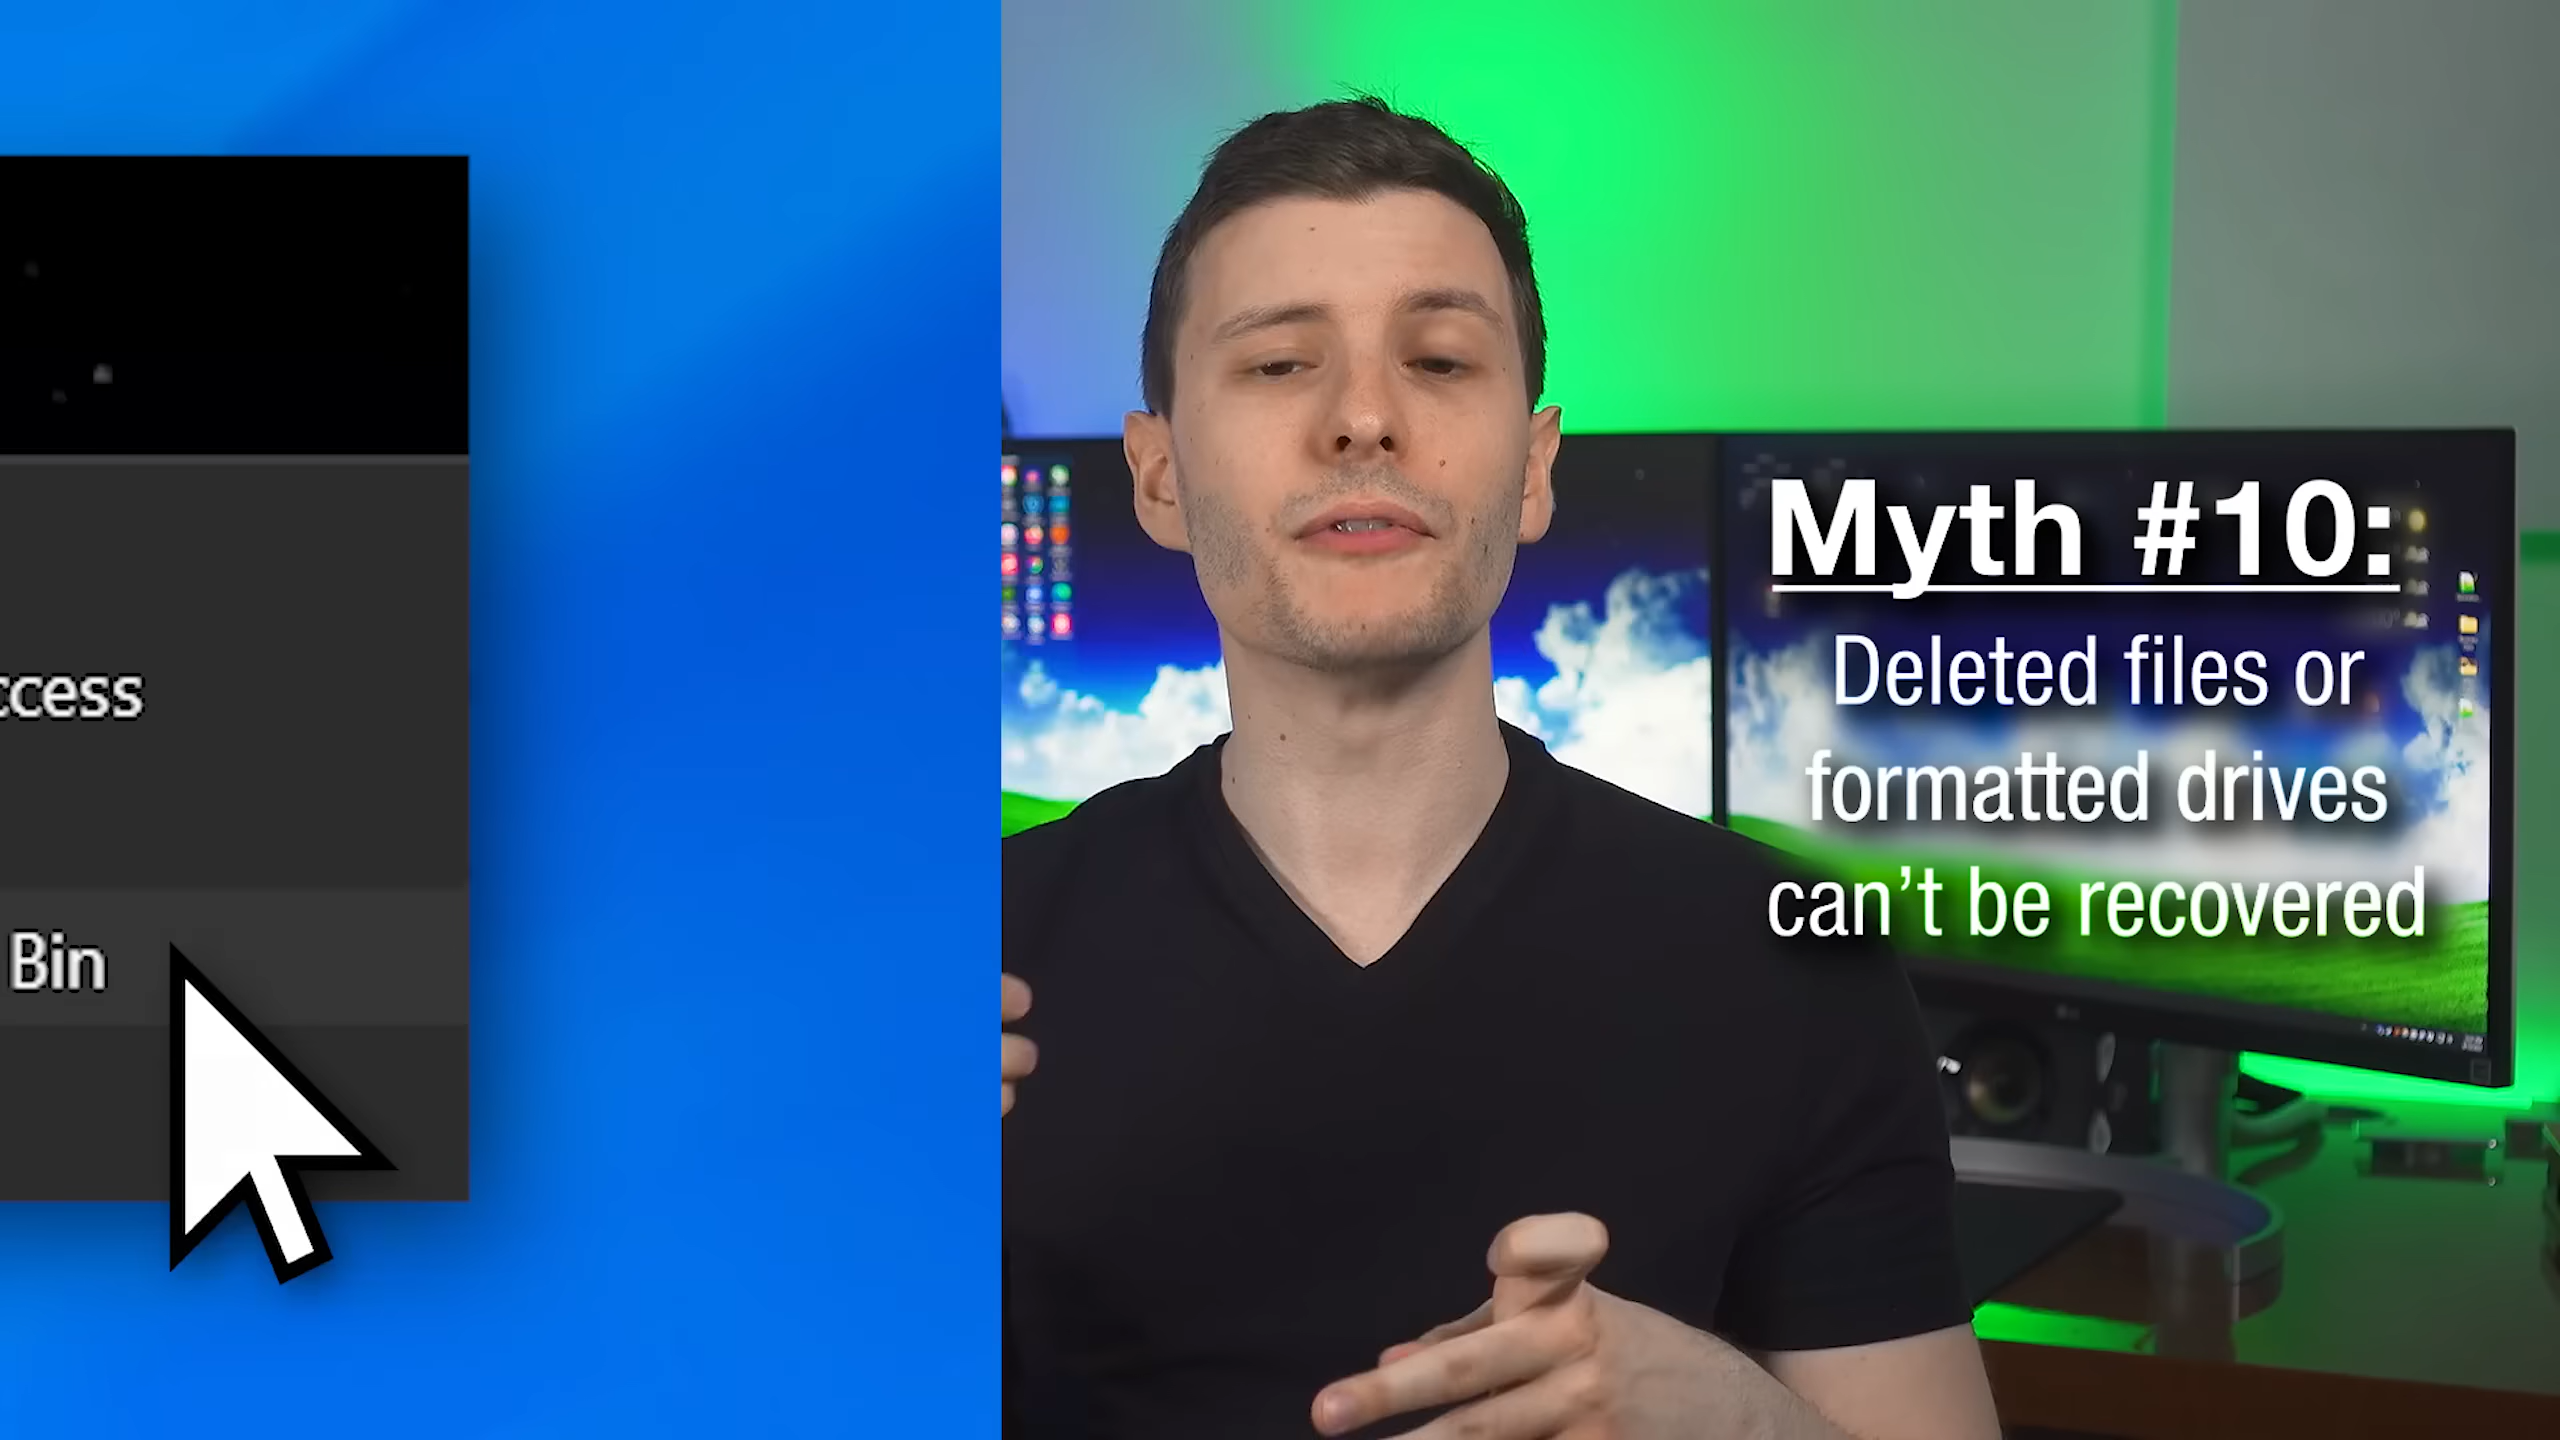 ccess
Bin
Myth #10:
Deleted files or
formatted drives
can't be recovered